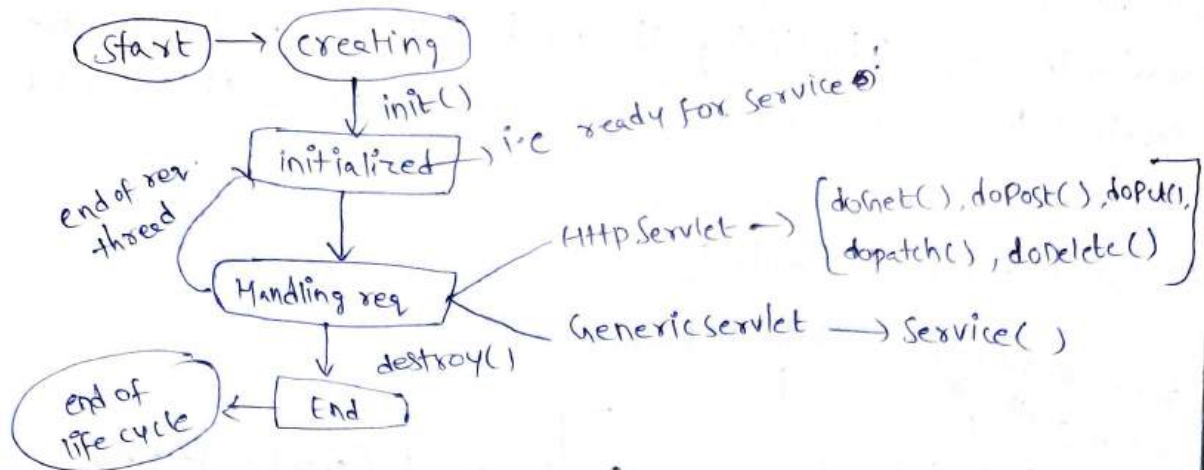 Start
creating
init()
initialized → i.e ready for service!
end of req
thread
HttpServlet → [doGet(), doPost(), doPut(),
dopatch(), doDelete()]
Handling req
Genericservlet → Service( )
destroy()
End
end of
life cycle